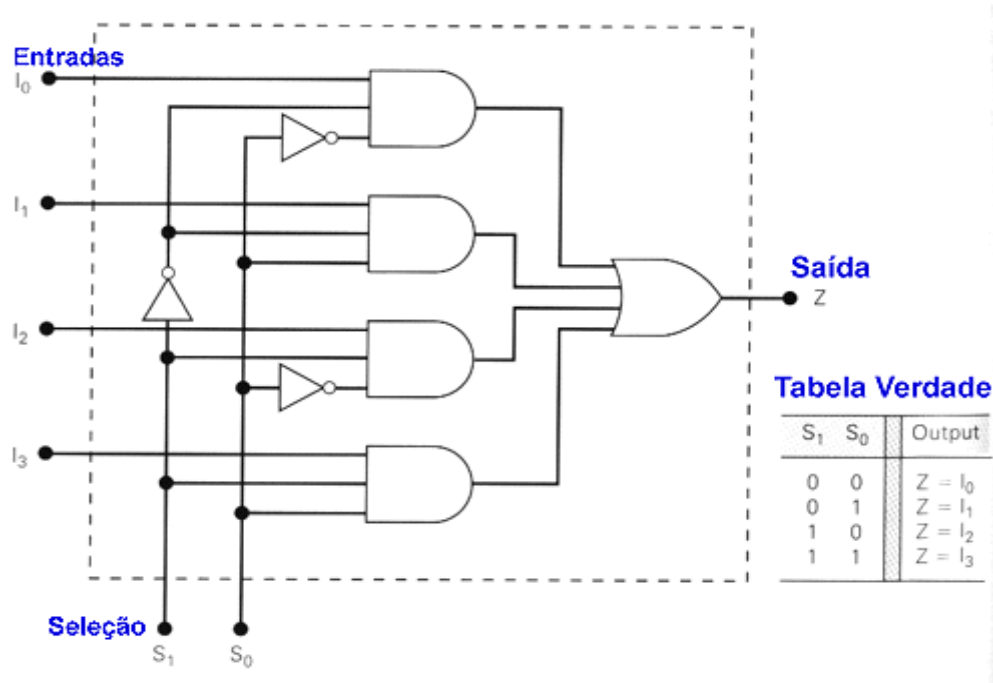 Entradas
I0
I1
I2
I3
Saída
Z
Tabela Verdade
S1 S0 Output
0 0 Z = I0
0 1 Z = I1
1 0 Z = I2
1 1 Z = I3
Seleção
S1 S0